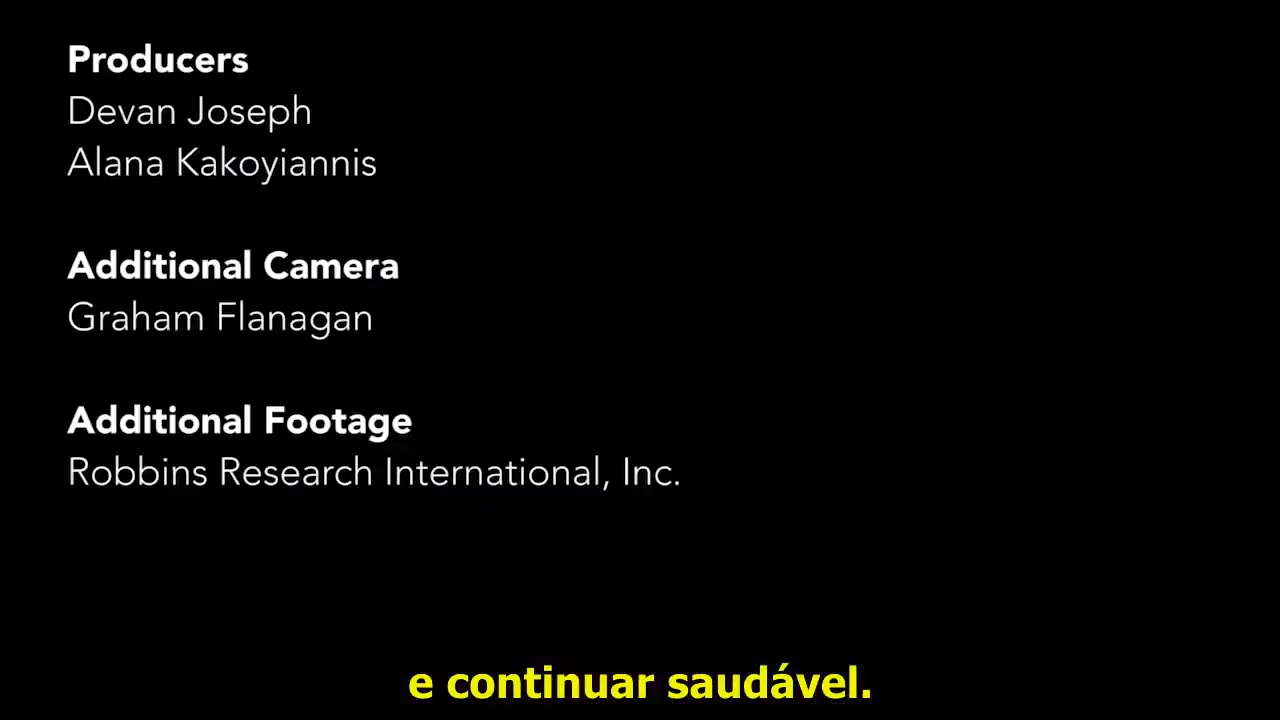 Producers
Devan Joseph
Alana Kakoyiannis
Additional Camera
Graham Flanagan
Additional Footage
Robbins Research International, Inc.
e continuar saudável.